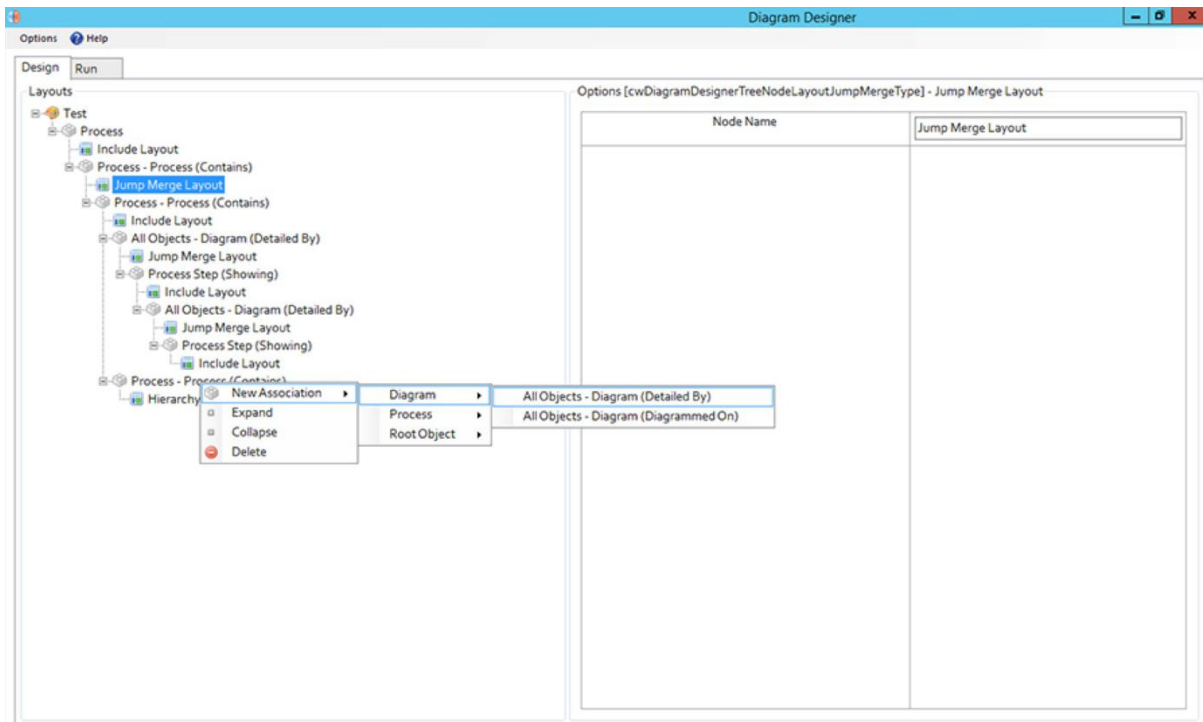 Diagram Designer
Options Help
Design Run
Layouts
Test
Process
Include Layout
Process - Process (Contains)
Jump Merge Layout
Process - Process (Contains)
Include Layout
All Objects - Diagram (Detailed By)
Jump Merge Layout
Process Step (Showing)
Include Layout
All Objects - Diagram (Detailed By)
Jump Merge Layout
Process Step (Showing)
Include Layout
Process - Process (Contains)
Hierarchy
New Association
Expand
Collapse
Delete
Diagram
Process
Root Object
All Objects - Diagram (Detailed By)
All Objects - Diagram (Diagrammed On)
Options [cwDiagramDesignerTreeNodeLayoutJumpMergeType] - Jump Merge Layout
Node Name
Jump Merge Layout